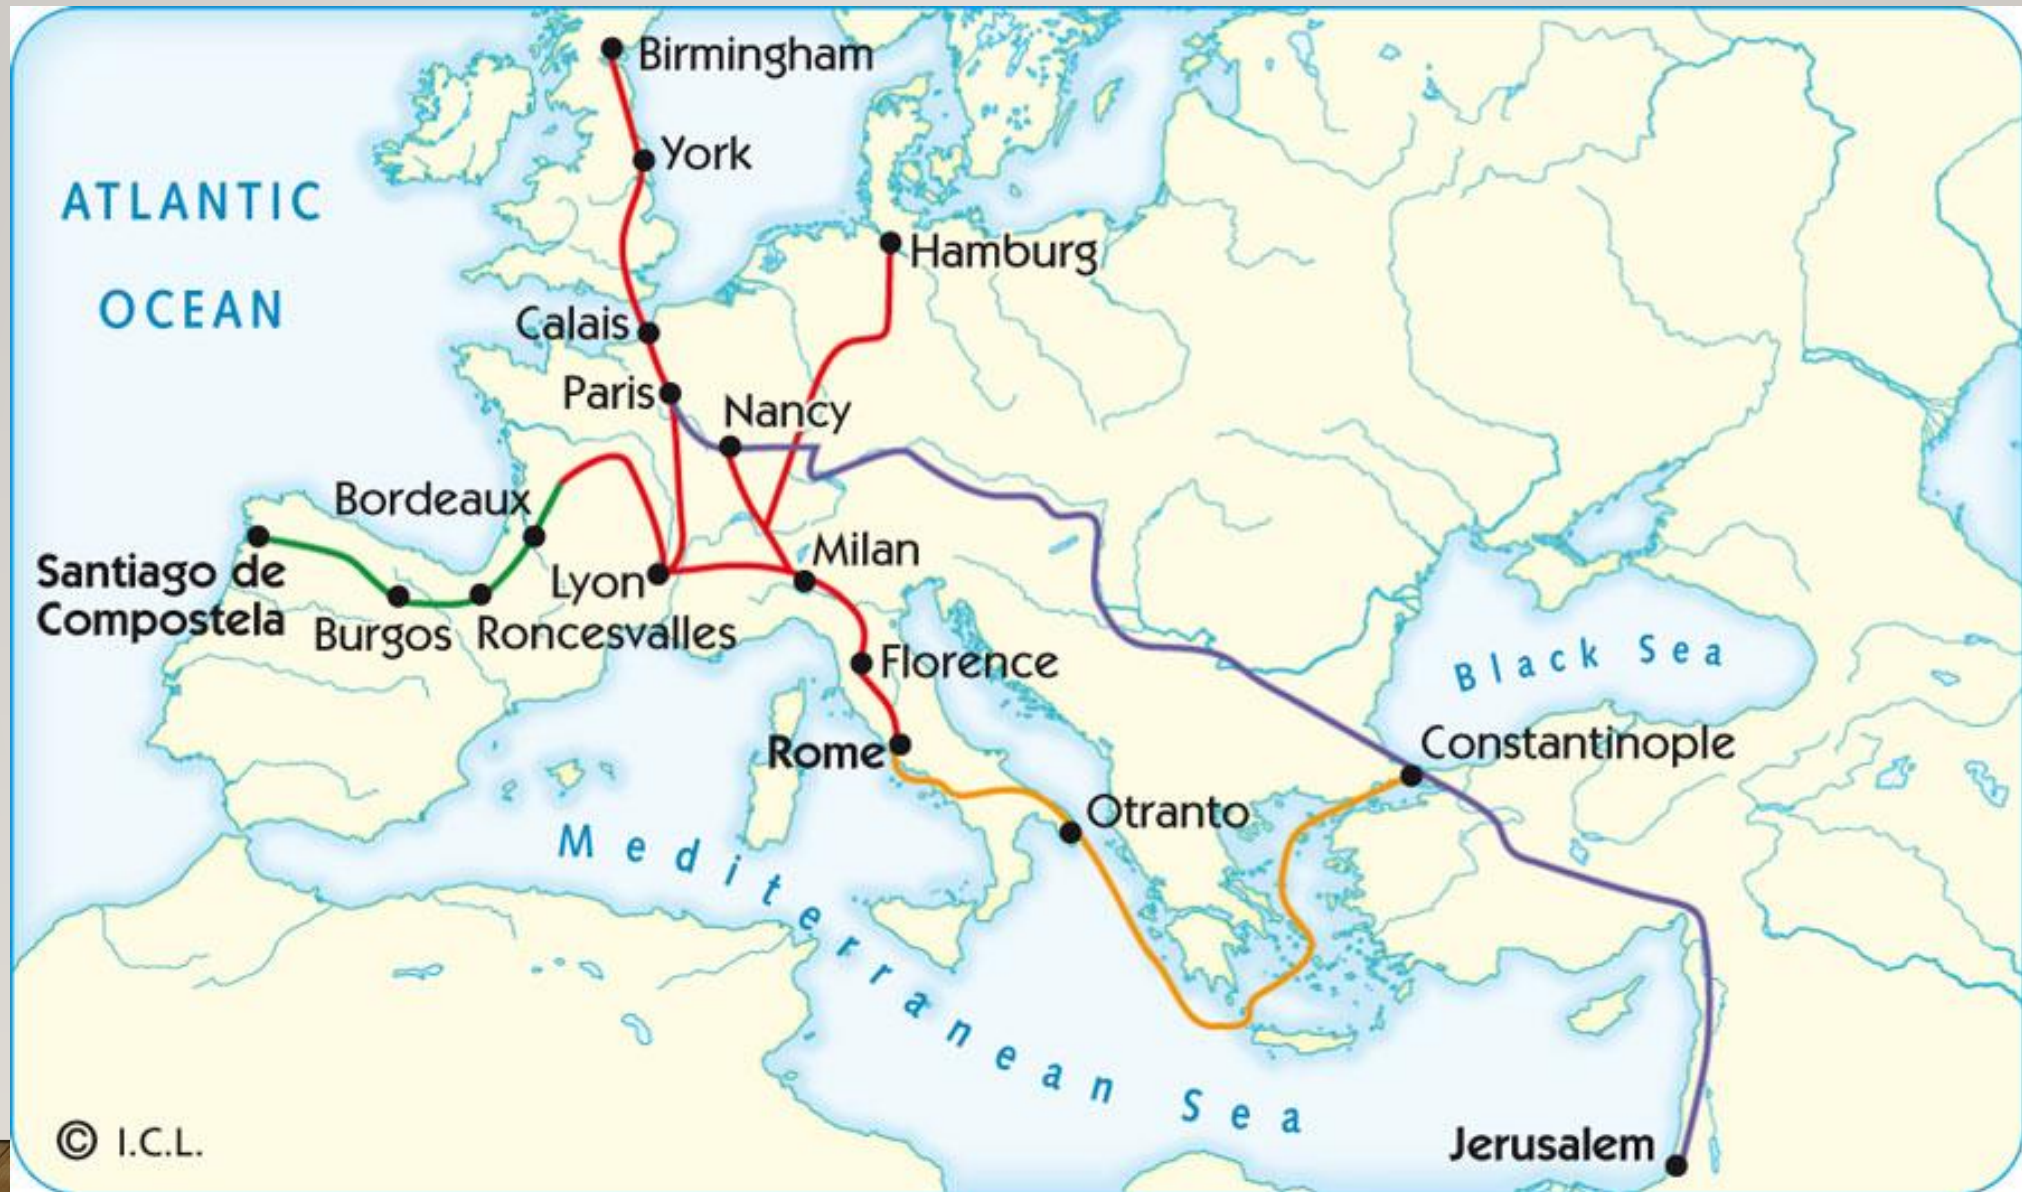 Birmingham
York
ATLANTIC
OCEAN
Hamburg
Calais
Paris
Nancy
Bordeaux
Milan
Santiago de
Compostela
Lyon
Burgos
Roncesvalles
Florence
Black Sea
Rome
Constantinople
Otranto
Mediterranean Sea
© I.C.L.
Jerusalem